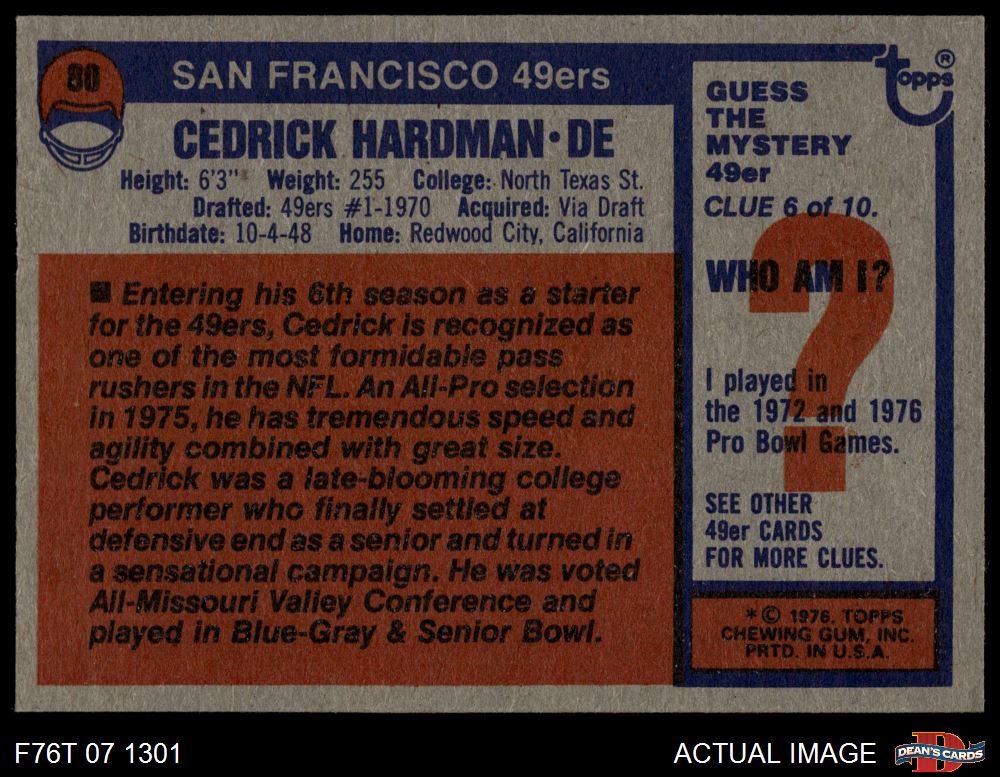 80
SAN FRANCISCO 49ers
CEDRICK HARDMAN•DE
Height: 6'3" Weight: 255 College: North Texas St.
Drafted: 49ers #1-1970 Acquired: Via Draft
Birthdate: 10-4-48 Home: Redwood City, California
■ Entering his 6th season as a starter
for the 49ers, Cedrick is recognized as
one of the most formidable pass
rushers in the NFL. An All-Pro selection
in 1975, he has tremendous speed and
agility combined with great size.
Cedrick was a late-blooming college
performer who finally settled at
defensive end as a senior and turned in
a sensational campaign. He was voted
All-Missouri Valley Conference and
played in Blue-Gray & Senior Bowl.
topps ®
GUESS
THE
MYSTERY
49er
CLUE 6 of 10.
WHO AM I?
?
I played in
the 1972 and 1976
Pro Bowl Games.
SEE OTHER
49er CARDS
FOR MORE CLUES.
* © 1976. TOPPS
CHEWING GUM, INC.
PRTD. IN U.S.A.
F76T 07 1301
ACTUAL IMAGE
D
DEAN'S CARDS